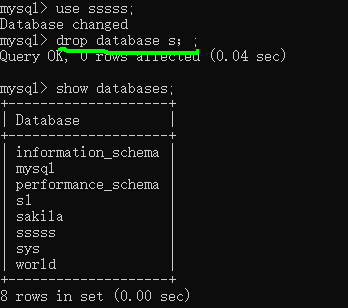 mysql> use sssss;
Database changed
mysql> drop database s；;
Query OK, 0 rows affected (0.04 sec)

mysql> show databases;
+--------------------+
| Database           |
+--------------------+
| information_schema |
| mysql              |
| performance_schema |
| s1                 |
| sakila             |
| sssss              |
| sys                |
| world              |
+--------------------+
8 rows in set (0.00 sec)